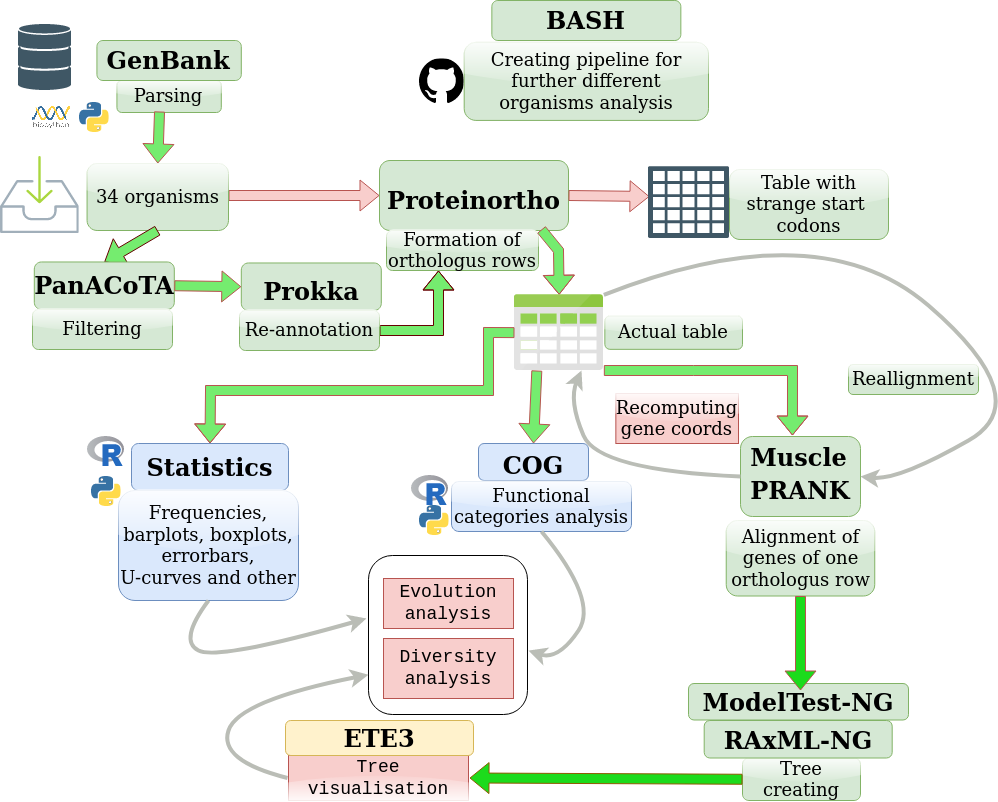 BASH
Creating pipeline for
further different
organisms analysis
GenBank
Parsing
biopython
34 organisms
Proteinortho
Formation of
orthologus rows
Table with
strange start
codons
PanACoTA
Filtering
Prokka
Re-annotation
Actual table
Reallignment
Recomputing
gene coords
Muscle
PRANK
Alignment of
genes of one
orthologus row
R
Statistics
Frequencies,
barplots, boxplots,
errorbars,
U-curves and other
R
COG
Functional
categories analysis
Evolution
analysis
Diversity
analysis
ModelTest-NG
RAxML-NG
Tree
creating
ETE3
Tree
visualisation